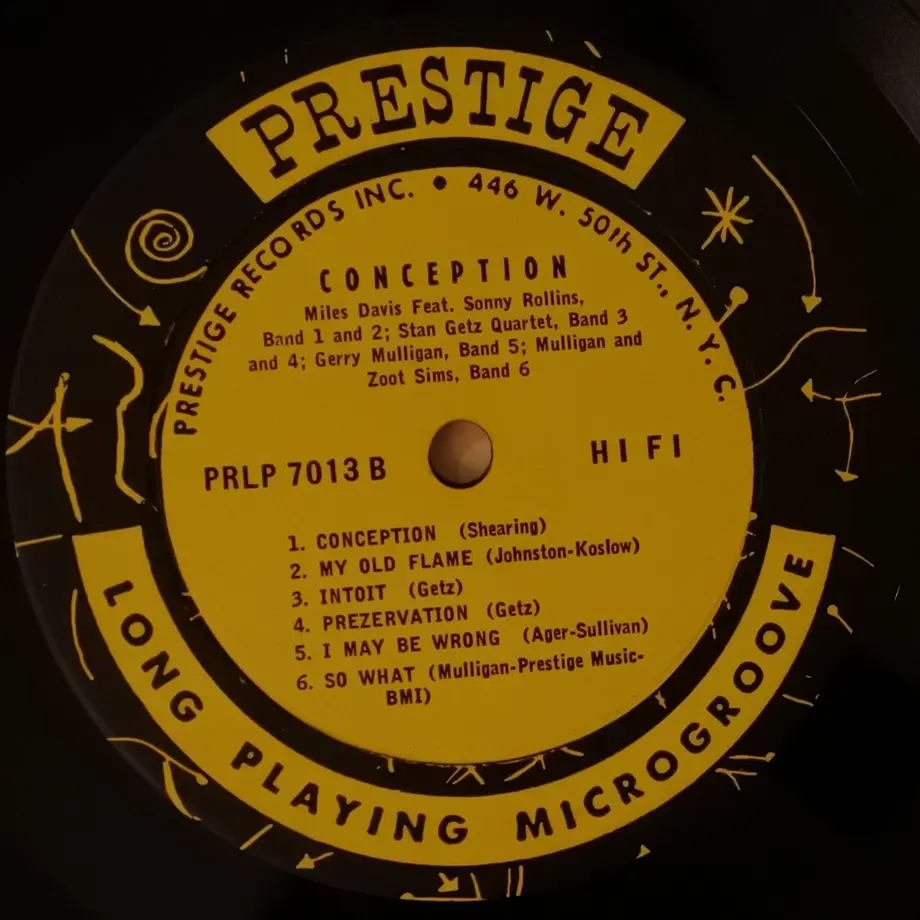 PRESTIGE
PRESTIGE RECORDS INC. • 446 W. 50th ST., N. Y. C.
CONCEPTION
Miles Davis Feat. Sonny Rollins,
Band 1 and 2; Stan Getz Quartet, Band 3
and 4; Gerry Mulligan, Band 5; Mulligan and
Zoot Sims, Band 6
PRLP 7013 B
HI FI
1. CONCEPTION (Shearing)
2. MY OLD FLAME (Johnston-Koslow)
3. INTOIT (Getz)
4. PREZERVATION (Getz)
5. I MAY BE WRONG (Ager-Sullivan)
6. SO WHAT (Mulligan-Prestige Music-
BMI)
LONG PLAYING MICROGROOVE